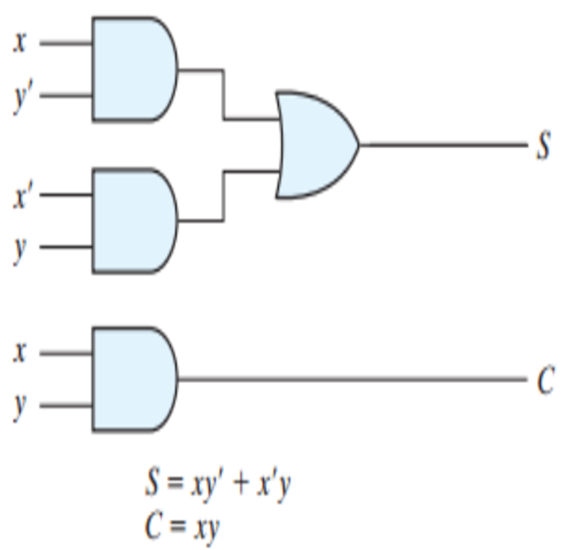 x
y′
S
x′
y
x
C
y
S = xy′ + x′y
C = xy